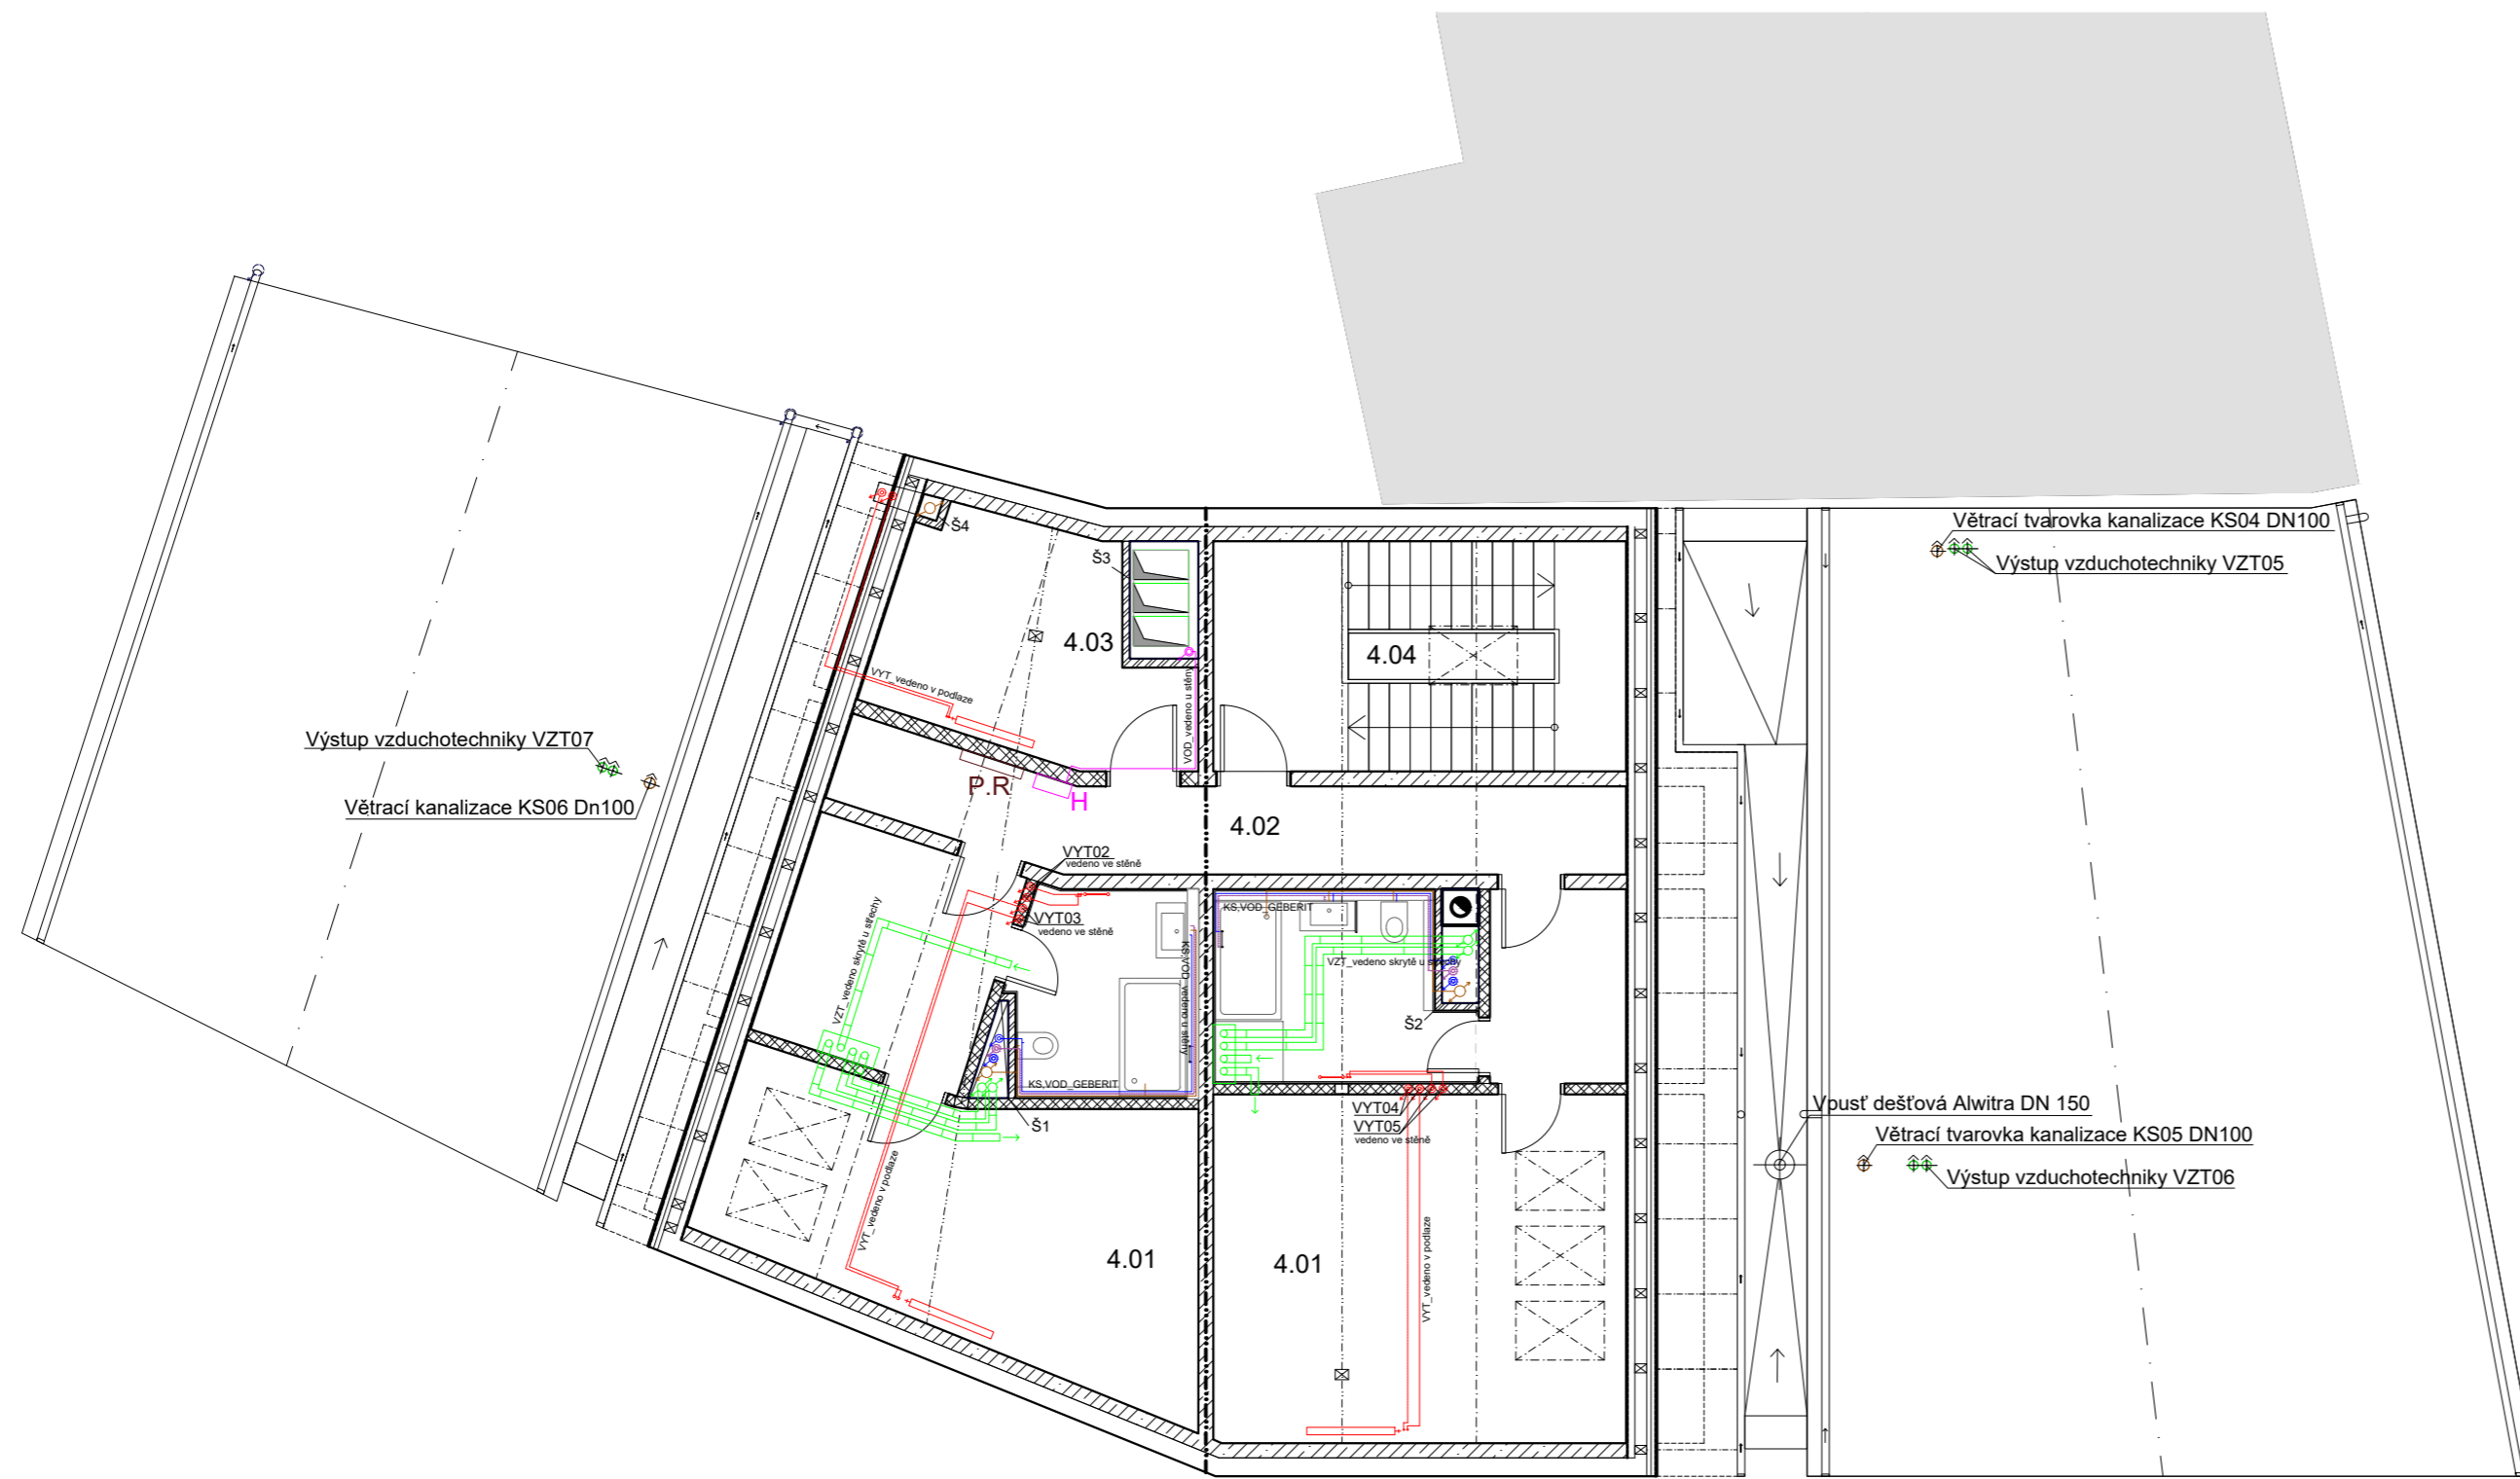 Větrací tvarovka kanalizace KS04 DN100
Výstup vzduchotechniky VZT05
Š4
Š3
4.03
4.04
VYT_vedeno v podlaze
VOD_vedeno u stěny
Výstup vzduchotechniky VZT07
Větrací kanalizace KS06 Dn100
P.R
H
4.02
VYT02
vedeno ve stěně
VYT03
vedeno ve stěně
KS,VOD_GEBERIT
VZT_vedeno skrytě u střechy
KS,VOD_vedeno u stěny
VZT_vedeno skrytě u střechy
Š2
KS,VOD_GEBERIT
Š1
VYT04
VYT05
vedeno ve stěně
Vpusť dešťová Alwitra DN 150
Větrací tvarovka kanalizace KS05 DN100
Výstup vzduchotechniky VZT06
VYT_vedeno v podlaze
VYT_vedeno v podlaze
4.01
4.01